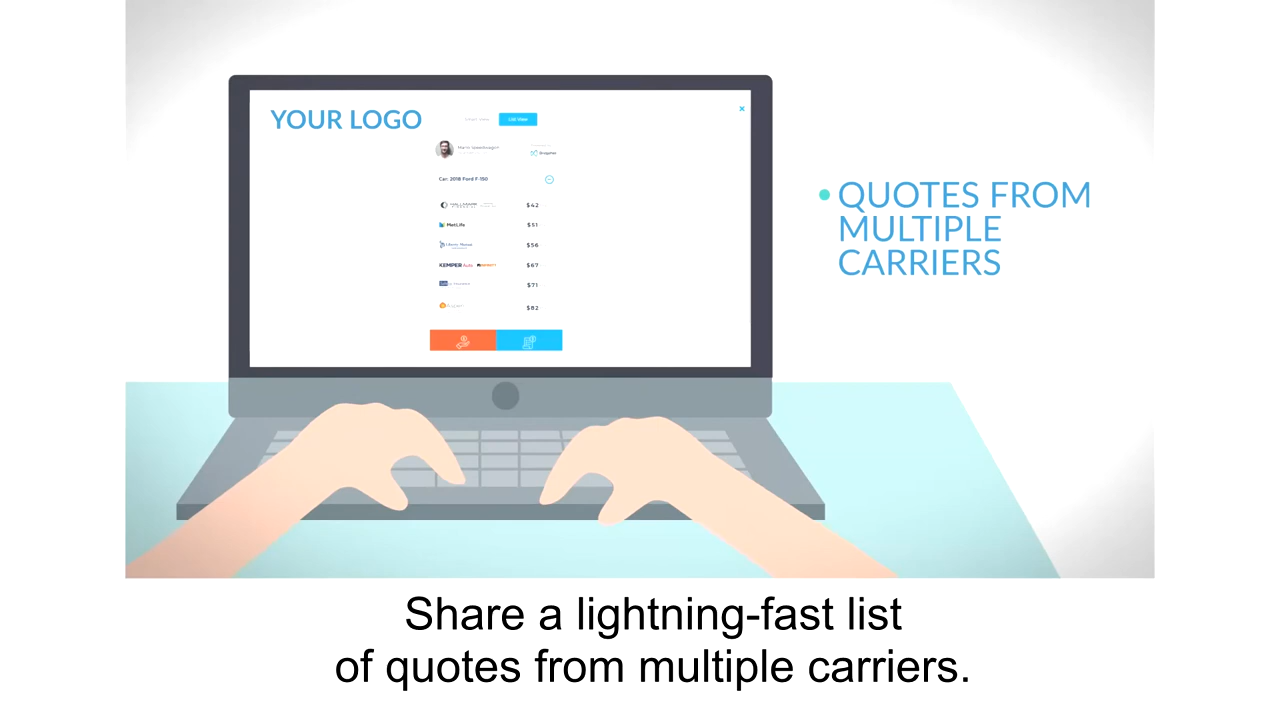 YOUR LOGO
List View
Car: 2018 Ford F-150
$42
MetLife
$51
$56
KEMPER Auto
$67
$71
$82
QUOTES FROM
MULTIPLE
CARRIERS
Share a lightning-fast list
of quotes from multiple carriers.